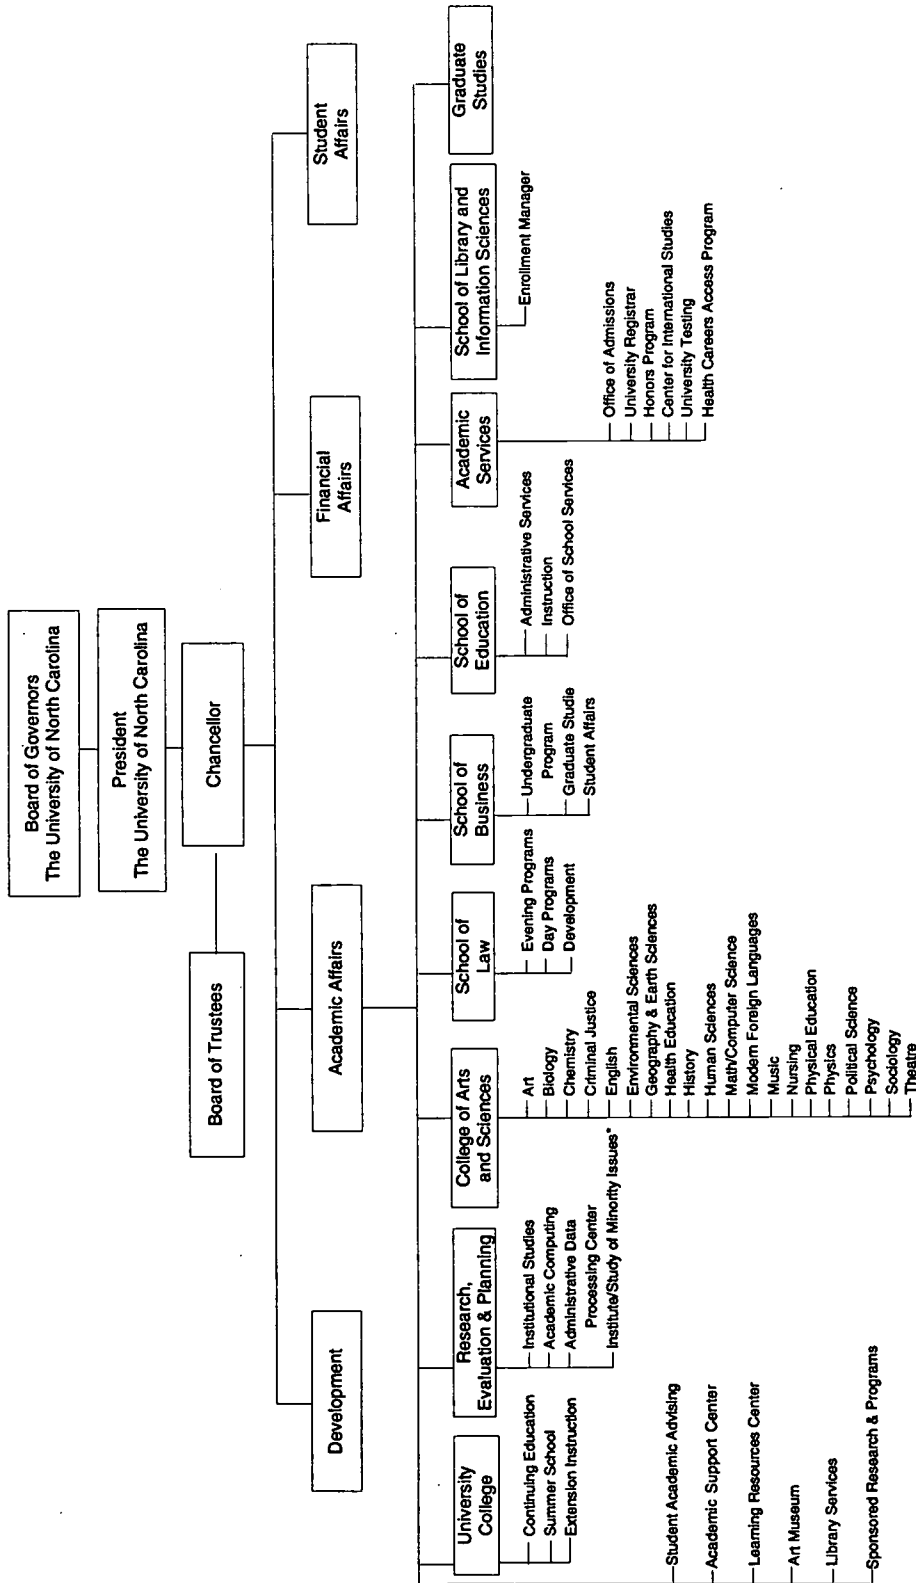 Board of Governors
The University of North Carolina
President
The University of North Carolina
Board of Trustees
Chancellor
Development
Academic Affairs
Financial
Affairs
Student
Affairs
University
College
Continuing Education
Summer School
Extension Instruction
Research,
Evaluation & Planning
Institutional Studies
Academic Computing
Administrative Data
Processing Center
Institute/Study of Minority Issues*
College of Arts
and Sciences
Art
Biology
Chemistry
Criminal Justice
English
Environmental Sciences
Geography & Earth Sciences
Health Education
History
Human Sciences
Math/Computer Science
Modern Foreign Languages
Music
Nursing
Physical Education
Physics
Political Science
Psychology
Sociology
Theatre
School of
Law
Evening Programs
Day Programs
Development
School of
Business
Undergraduate
Program
Graduate Studie
Student Affairs
School of
Education
Administrative Services
Instruction
Office of School Services
Academic
Services
Office of Admissions
University Registrar
Honors Program
Center for International Studies
University Testing
Health Careers Access Program
School of Library and
Information Sciences
Enrollment Manager
Graduate
Studies
Student Academic Advising
Academic Support Center
Learning Resources Center
Art Museum
Library Services
Sponsored Research & Programs